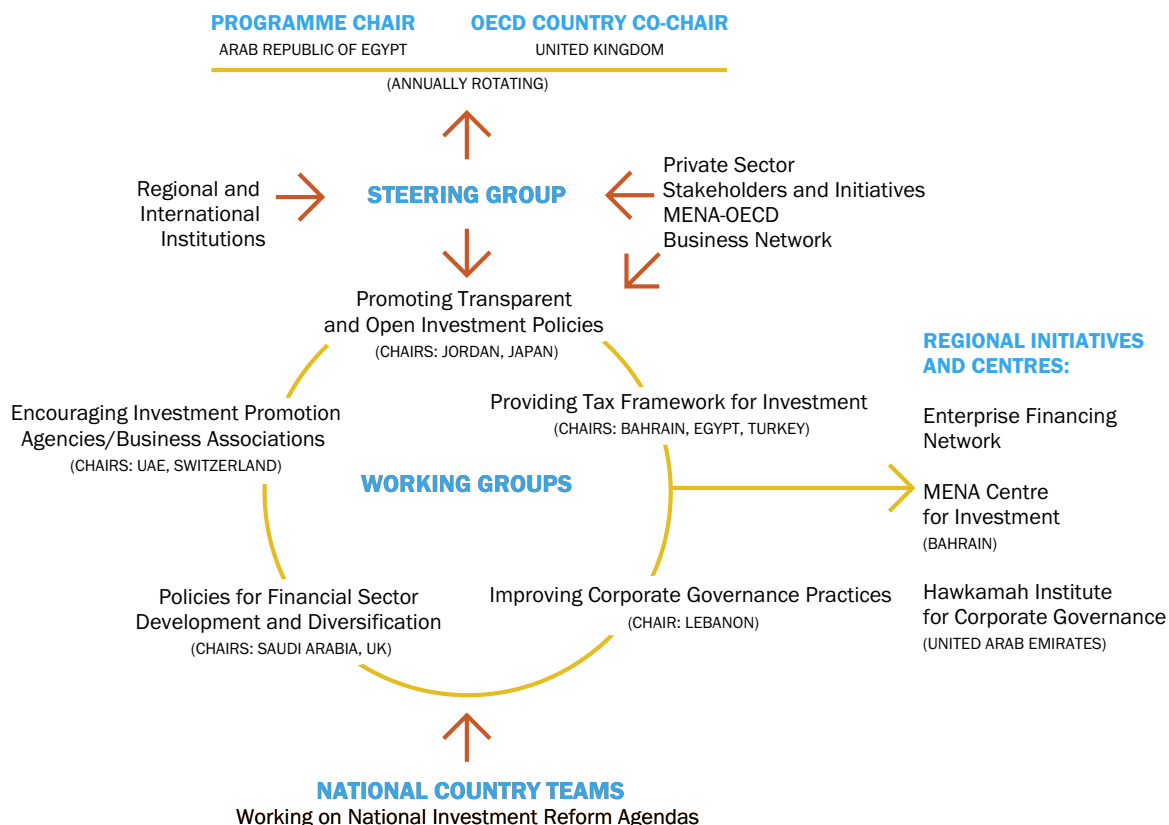 PROGRAMME CHAIR
ARAB REPUBLIC OF EGYPT
OECD COUNTRY CO-CHAIR
UNITED KINGDOM
(ANNUALLY ROTATING)
Regional and
International
Institutions
STEERING GROUP
Private Sector
Stakeholders and Initiatives
MENA-OECD
Business Network
Promoting Transparent
and Open Investment Policies
(CHAIRS: JORDAN, JAPAN)
Encouraging Investment Promotion
Agencies/Business Associations
(CHAIRS: UAE, SWITZERLAND)
Providing Tax Framework for Investment
(CHAIRS: BAHRAIN, EGYPT, TURKEY)
WORKING GROUPS
Policies for Financial Sector
Development and Diversification
(CHAIRS: SAUDI ARABIA, UK)
Improving Corporate Governance Practices
(CHAIR: LEBANON)
REGIONAL INITIATIVES
AND CENTRES:
Enterprise Financing
Network
MENA Centre
for Investment
(BAHRAIN)
Hawkamah Institute
for Corporate Governance
(UNITED ARAB EMIRATES)
NATIONAL COUNTRY TEAMS
Working on National Investment Reform Agendas